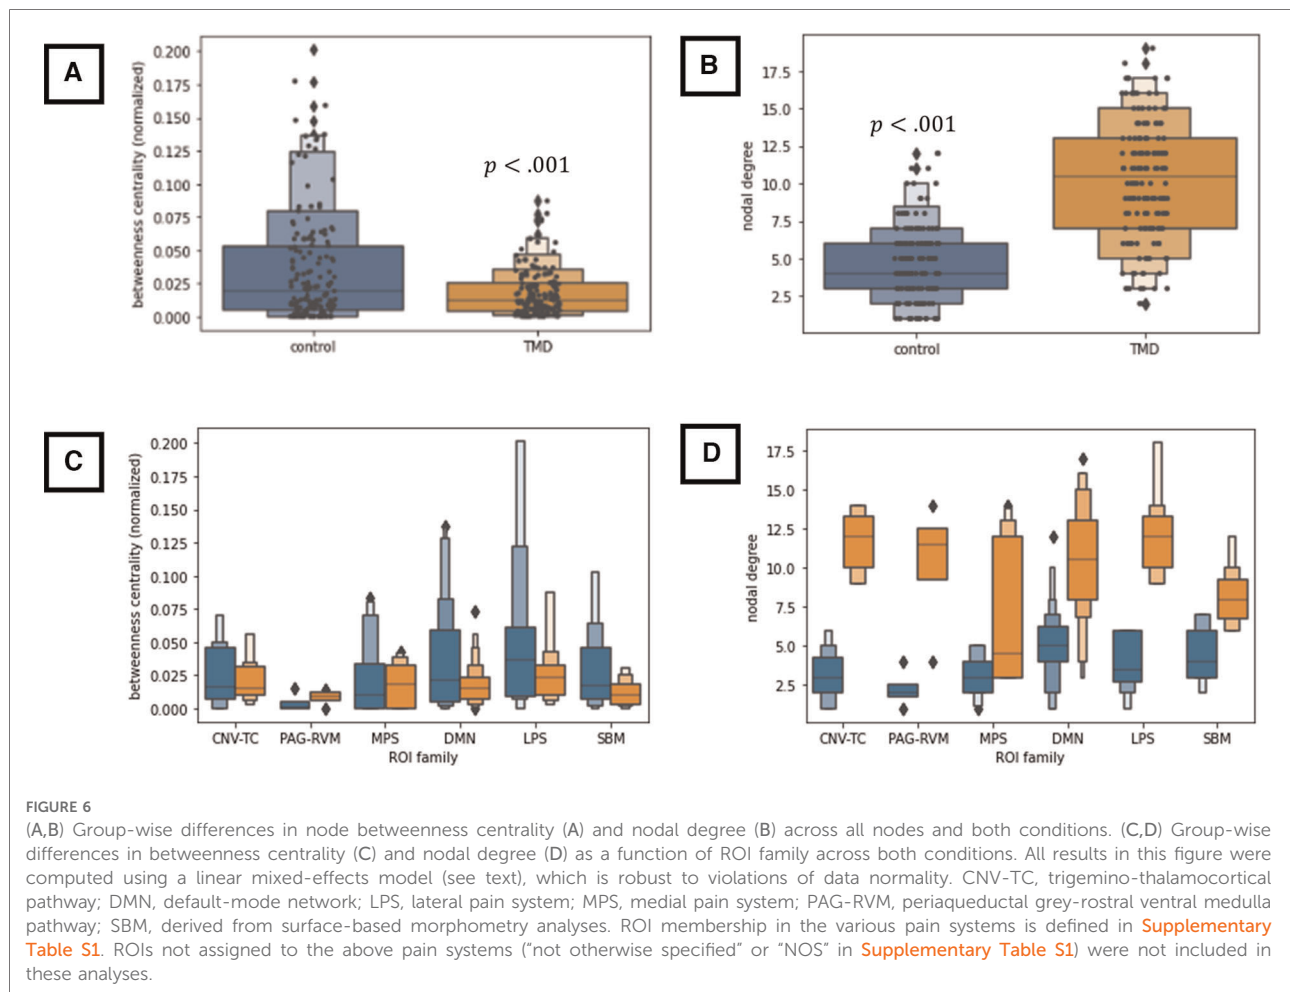 A
betweenness centrality (normalized)
0.200
0.175
0.150
0.125
0.100
0.075
0.050
0.025
0.000
p < .001
control
TMD
B
nodal degree
17.5
15.0
12.5
10.0
7.5
5.0
2.5
p < .001
control
TMD
C
betweenness centrality (normalized)
0.200
0.175
0.150
0.125
0.100
0.075
0.050
0.025
0.000
CNV-TC PAG-RVM MPS DMN LPS SBM
ROI family
D
nodal degree
17.5
15.0
12.5
10.0
7.5
5.0
2.5
CNV-TC PAG-RVM MPS DMN LPS SBM
ROI family
FIGURE 6
(A,B) Group-wise differences in node betweenness centrality (A) and nodal degree (B) across all nodes and both conditions. (C,D) Group-wise
differences in betweenness centrality (C) and nodal degree (D) as a function of ROI family across both conditions. All results in this figure were
computed using a linear mixed-effects model (see text), which is robust to violations of data normality. CNV-TC, trigemino-thalamocortical
pathway; DMN, default-mode network; LPS, lateral pain system; MPS, medial pain system; PAG-RVM, periaqueductal grey-rostral ventral medulla
pathway; SBM, derived from surface-based morphometry analyses. ROI membership in the various pain systems is defined in Supplementary
Table S1. ROIs not assigned to the above pain systems (“not otherwise specified” or “NOS” in Supplementary Table S1) were not included in
these analyses.